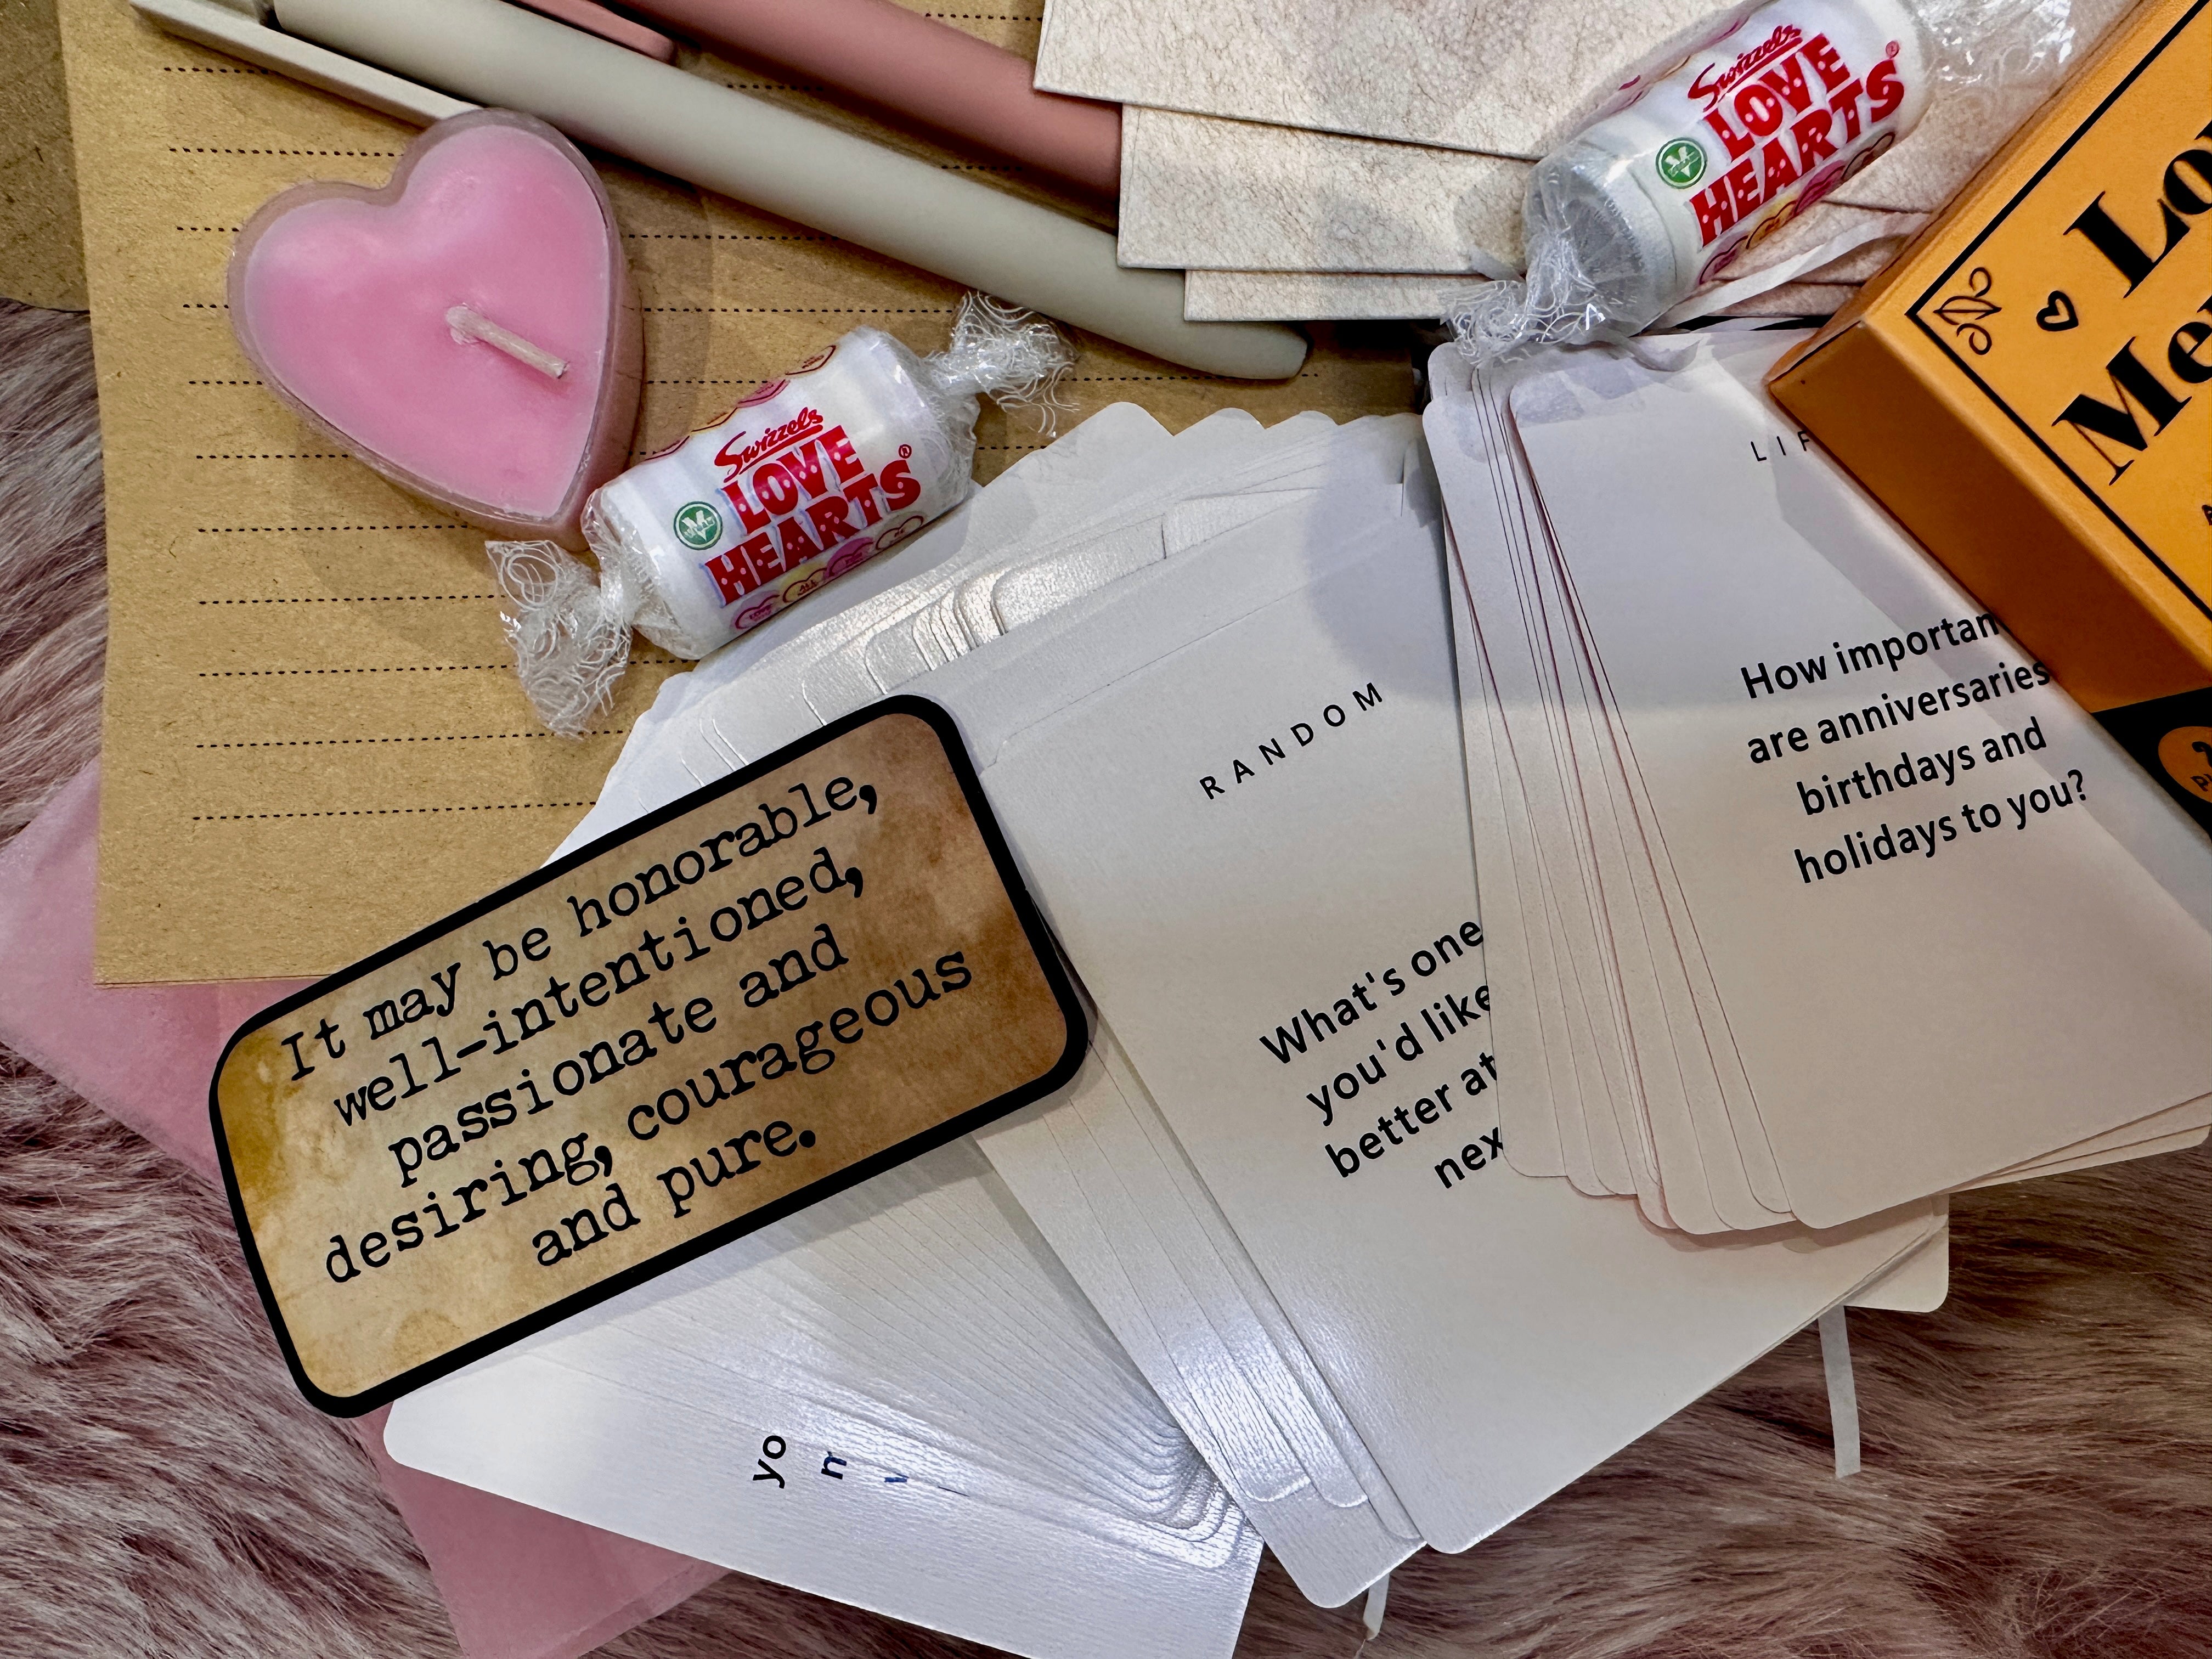 Swizzels
LOVE
HEARTS
Swizzels
LOVE
HEARTS
®
®
It may be honorable,
well-intentioned,
passionate and
desiring, courageous
and pure.
RANDOM
What's one
you'd like
better at
nex
LIF
How importan
are anniversaries
birthdays and
holidays to you?
Lo
Me
yo